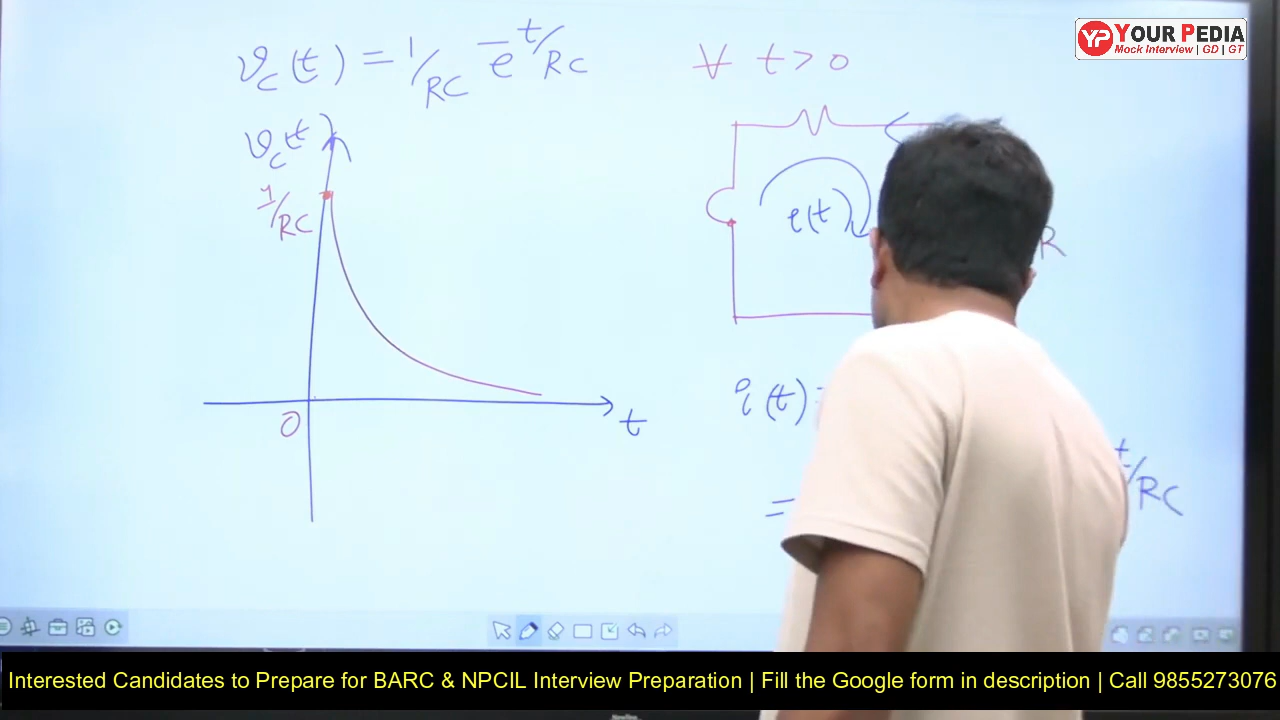 YP YOUR PEDIA
Mock Interview | GD | GT
v_c(t) = 1/RC e^-t/RC ∀ t > 0
v_c(t)
1/RC
i(t)
R
i(t) =
=
t/RC
0
t
Interested Candidates to Prepare for BARC & NPCIL Interview Preparation | Fill the Google form in description | Call 9855273076